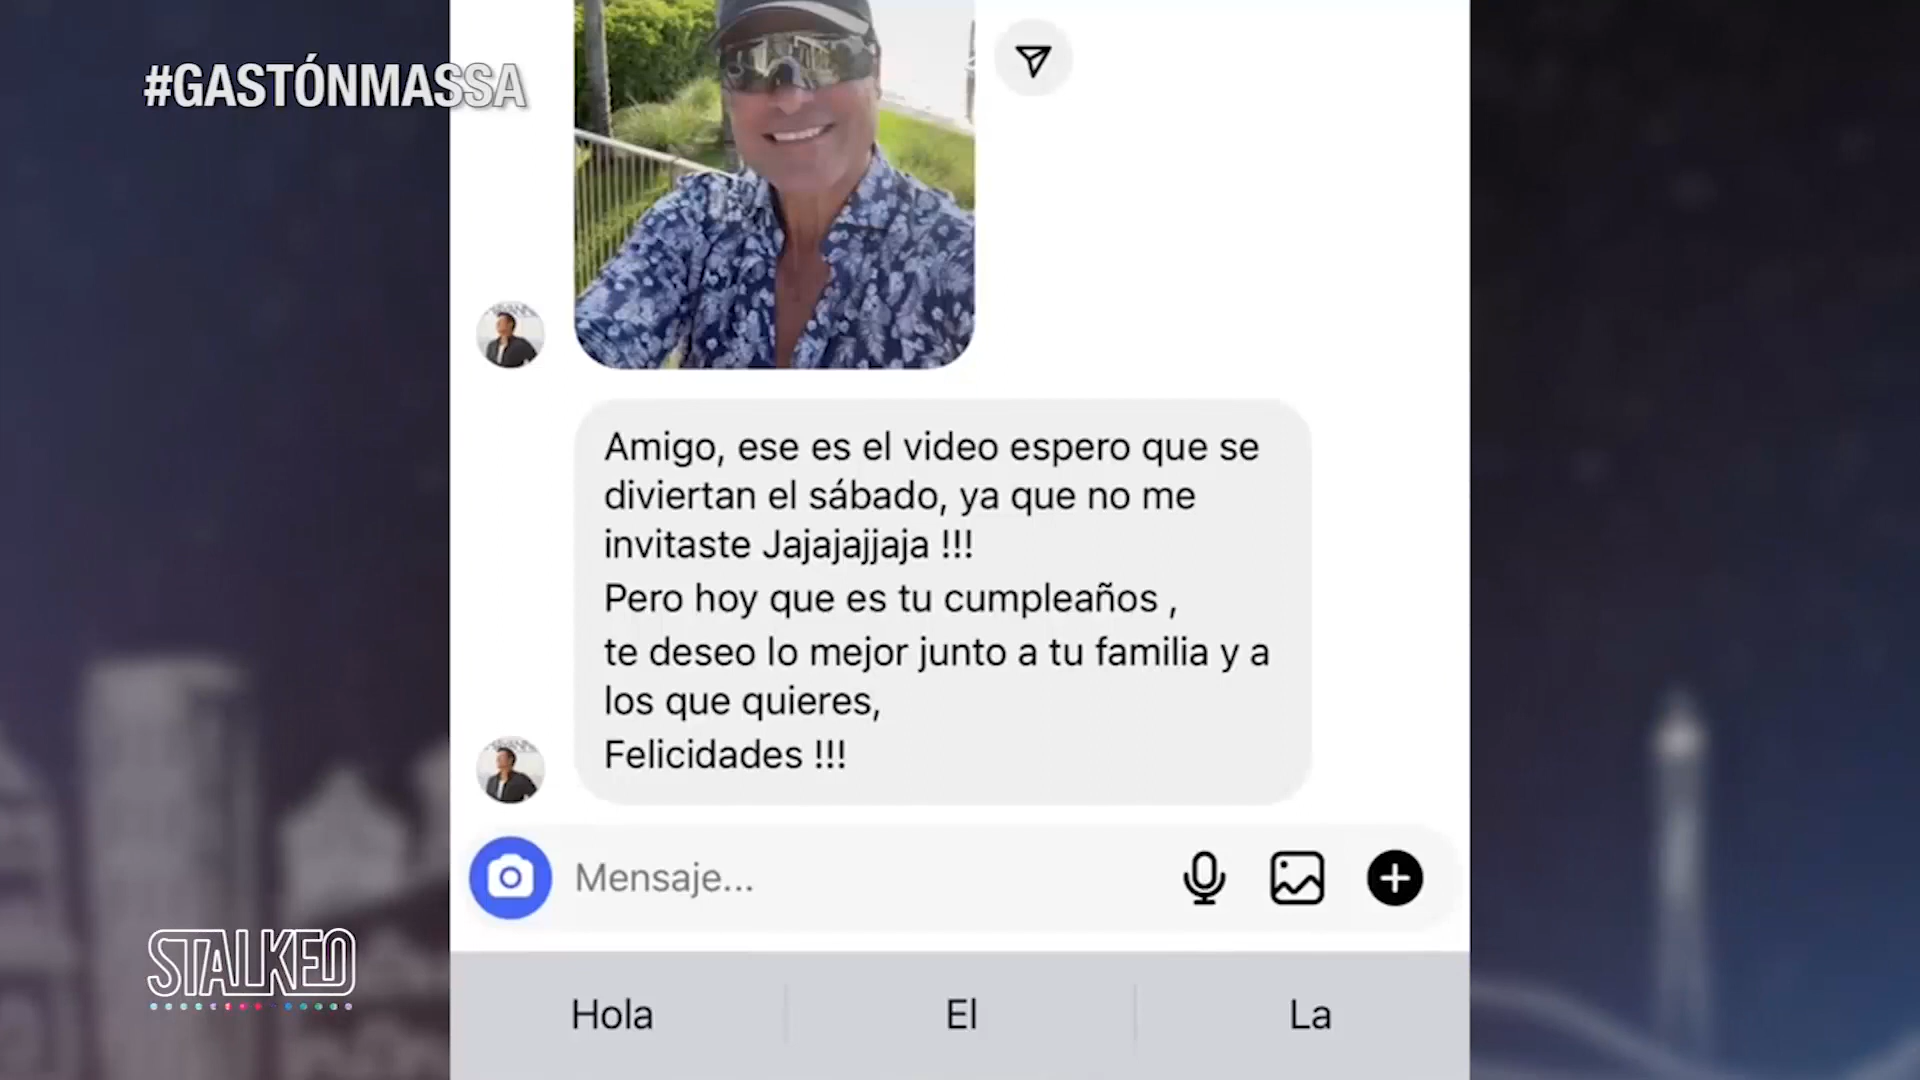 #GASTÓNMASSA
Amigo, ese es el video espero que se
diviertan el sábado, ya que no me
invitaste Jajajajjaja !!!
Pero hoy que es tu cumpleaños ,
te deseo lo mejor junto a tu familia y a
los que quieres,
Felicidades !!!
Mensaje...
STALKEO
Hola
El
La